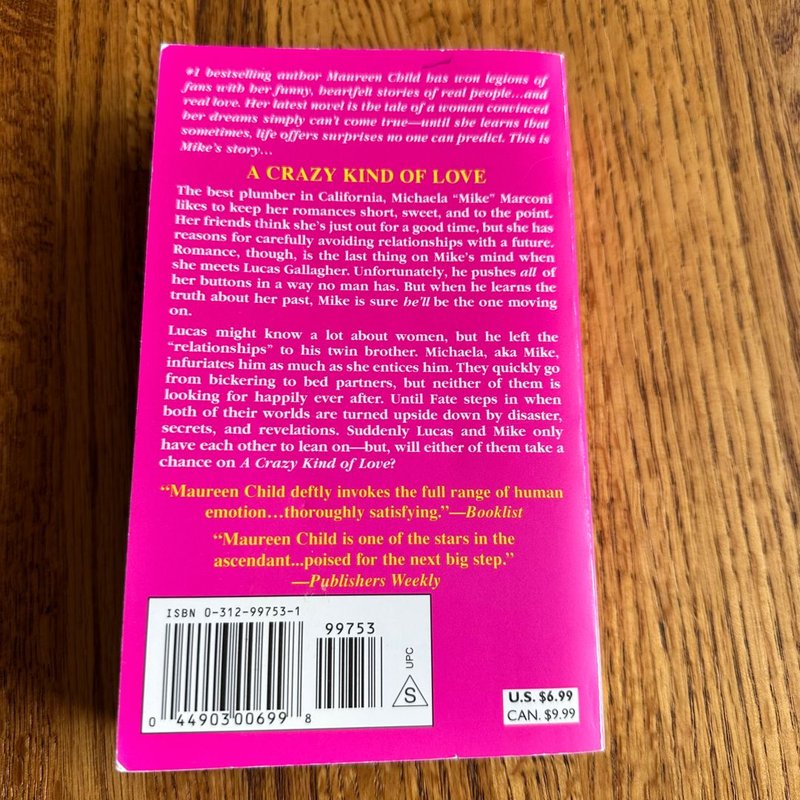 #1 bestselling author Maureen Child has won legions of
fans with her funny, heartfelt stories of real people...and
real love. Her latest novel is the tale of a woman convinced
her dreams simply can't come true—until she learns that
sometimes, life offers surprises no one can predict. This is
Mike's story...
A CRAZY KIND OF LOVE
The best plumber in California, Michaela "Mike" Marconi
likes to keep her romances short, sweet, and to the point.
Her friends think she's just out for a good time, but she has
reasons for carefully avoiding relationships with a future.
Romance, though, is the last thing on Mike's mind when
she meets Lucas Gallagher. Unfortunately, he pushes all of
her buttons in a way no man has. But when he learns the
truth about her past, Mike is sure he'll be the one moving
on.
Lucas might know a lot about women, but he left the
"relationships" to his twin brother. Michaela, aka Mike,
infuriates him as much as she entices him. They quickly go
from bickering to bed partners, but neither of them is
looking for happily ever after. Until Fate steps in when
both of their worlds are turned upside down by disaster,
secrets, and revelations. Suddenly Lucas and Mike only
have each other to lean on—but, will either of them take a
chance on A Crazy Kind of Love?
"Maureen Child deftly invokes the full range of human
emotion...thoroughly satisfying."—Booklist
"Maureen Child is one of the stars in the
ascendant...poised for the next big step."
—Publishers Weekly
ISBN 0-312-99753-1
99753
UPC
S
0 44903 00699 8
U.S. $6.99
CAN. $9.99